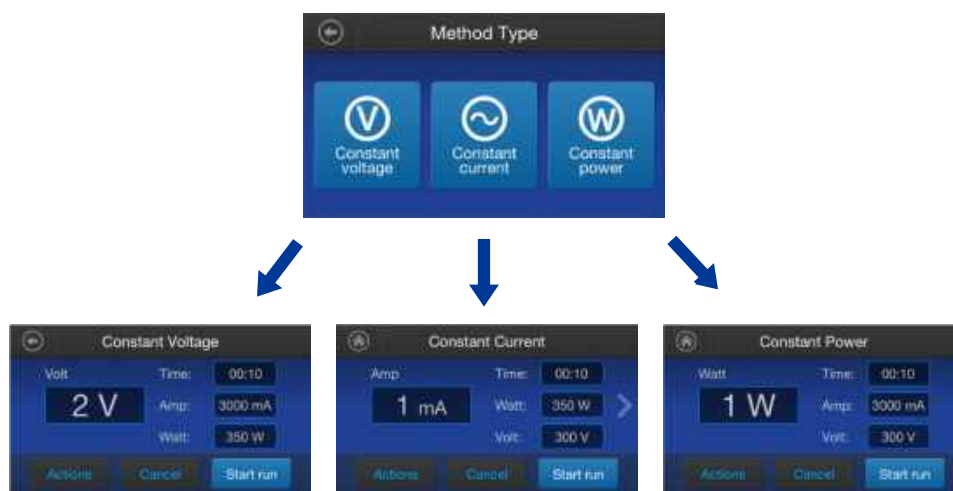 Method Type
V
W
Constant voltage
Constant current
Constant power
Constant Voltage
Volt
2 V
Time: 00:10
Amp: 3000 mA
Watt: 350 W
Actions
Cancel
Start run
Constant Current
Amp
1 mA
Time: 00:10
Watt: 350 W
Volt: 300 V
Actions
Cancel
Start run
Constant Power
Watt
1 W
Time: 00:10
Amp: 3000 mA
Volt: 300 V
Actions
Cancel
Start run